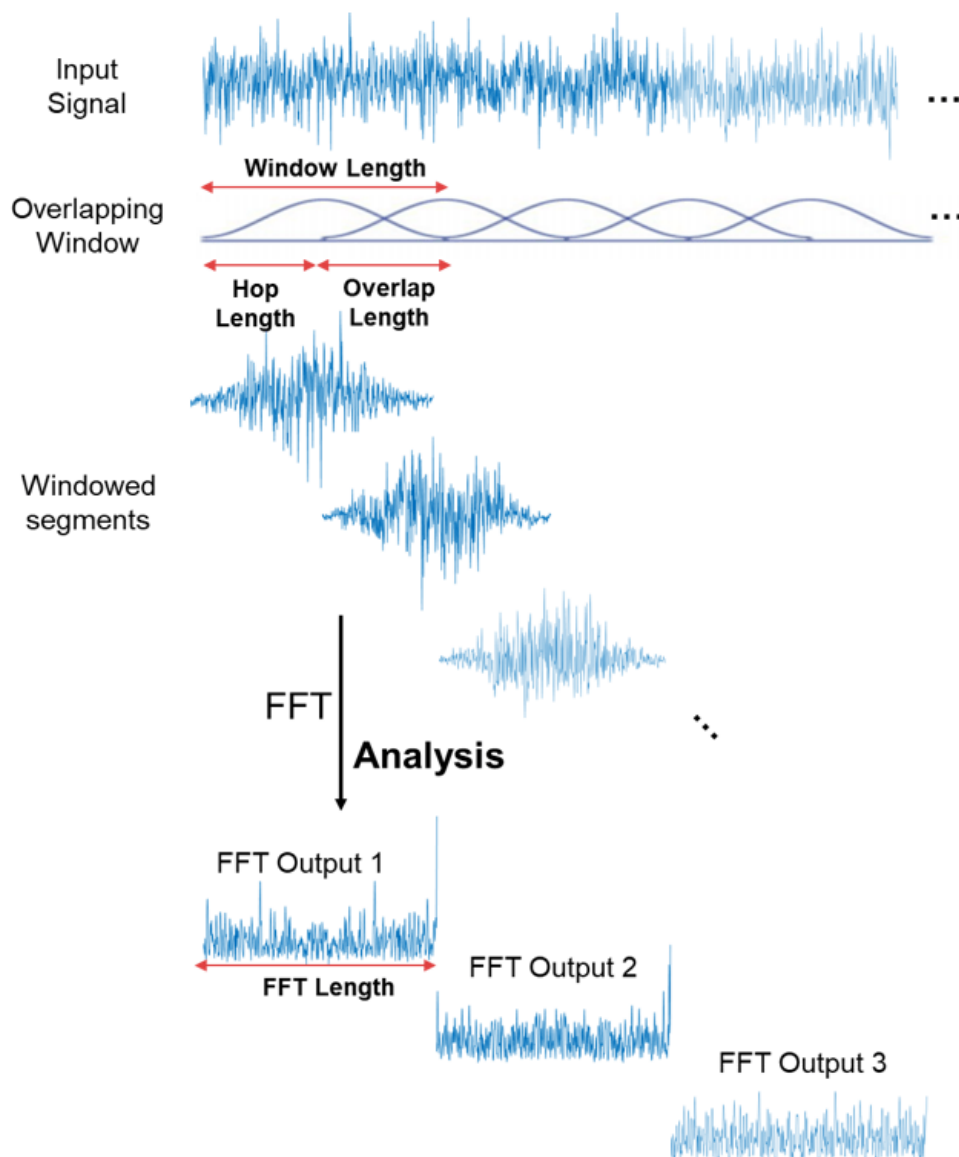 Input
Signal
...
Window Length
Overlapping
Window
...
Hop
Length
Overlap
Length
Windowed
segments
...
FFT
Analysis
FFT Output 1
FFT Length
FFT Output 2
FFT Output 3